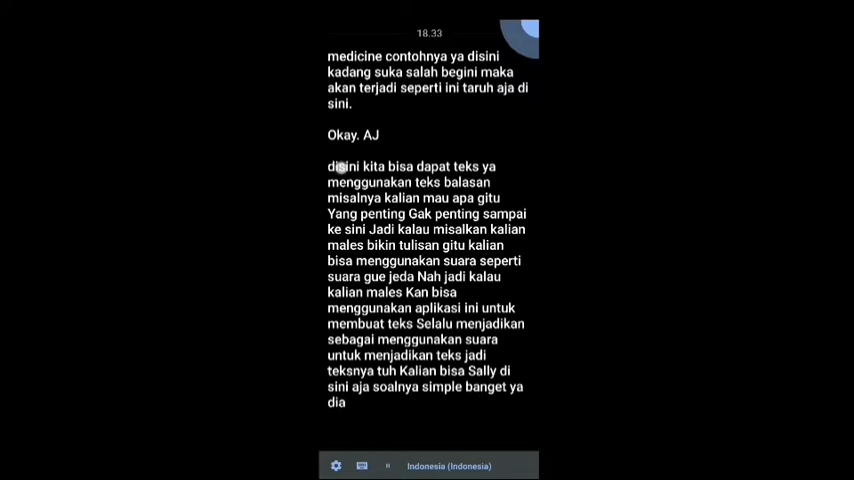 18.33
medicine contohnya ya disini
kadang suka salah begini maka
akan terjadi seperti ini taruh aja di
sini.
Okay. AJ
disini kita bisa dapat teks ya
menggunakan teks balasan
misalnya kalian mau apa gitu
Yang penting Gak penting sampai
ke sini Jadi kalau misalkan kalian
males bikin tulisan gitu kalian
bisa menggunakan suara seperti
suara gue jeda Nah jadi kalau
kalian males Kan bisa
menggunakan aplikasi ini untuk
membuat teks Selalu menjadikan
sebagai menggunakan suara
untuk menjadikan teks jadi
teksnya tuh Kalian bisa Sally di
sini aja soalnya simple banget ya
dia
Indonesia (Indonesia)